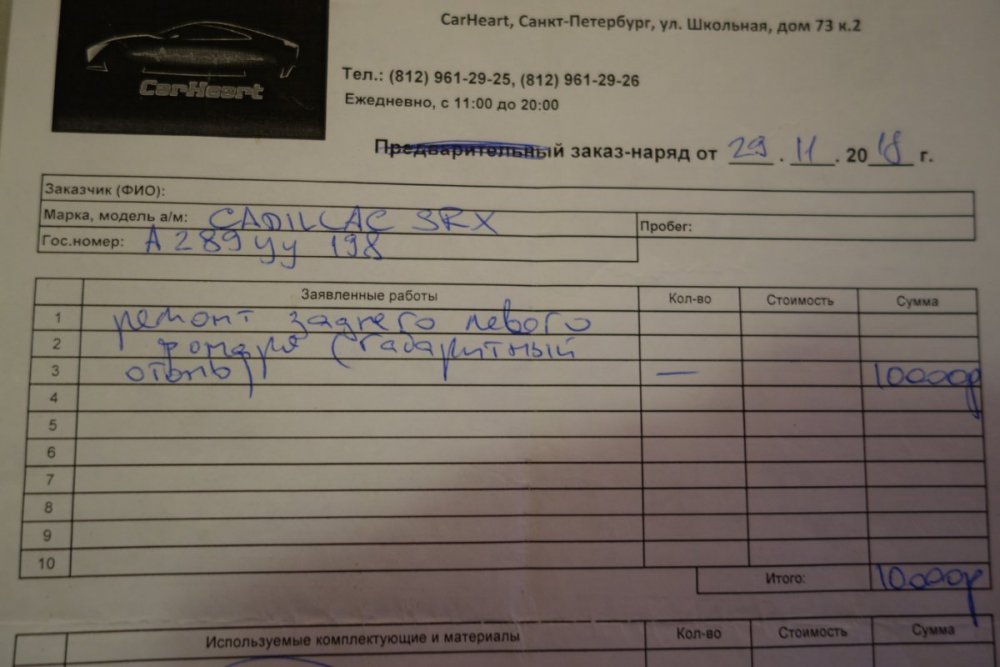 CarHeart
CarHeart, Санкт-Петербург, ул. Школьная, дом 73 к.2
Тел.: (812) 961-29-25, (812) 961-29-26
Ежедневно, с 11:00 до 20:00
Предварительный заказ-наряд от 29 . 11 . 2018 г.
Заказчик (ФИО):
Марка, модель а/м: CADILLAC SRX Пробег:
Гос.номер: А 289 уу 198
Заявленные работы Кол-во Стоимость Сумма
1 ремонт заднего левого
2 фонаря (габаритный
3 огонь) — 10000р
4
5
6
7
8
9
10
Итого: 10000р
Используемые комплектующие и материалы Кол-во Стоимость Сумма